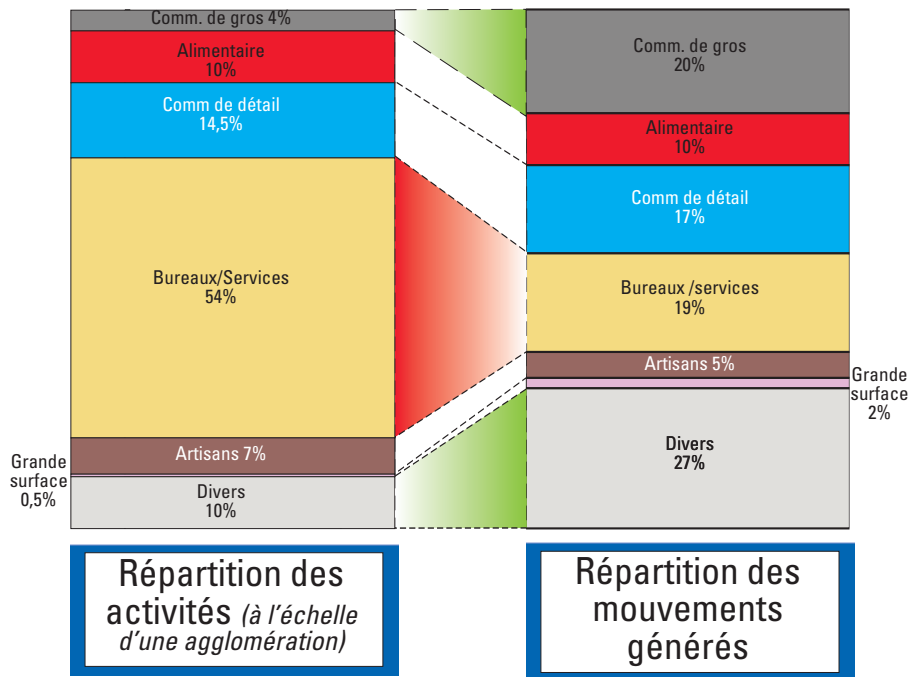 Comm. de gros 4%
Alimentaire
10%
Comm de détail
14,5%
Bureaux/Services
54%
Artisans 7%
Grande
surface
0,5%
Divers
10%
Répartition des
activités (à l'échelle
d'une agglomération)
Comm. de gros
20%
Alimentaire
10%
Comm de détail
17%
Bureaux /services
19%
Artisans 5%
Grande
surface
2%
Divers
27%
Répartition des
mouvements
générés